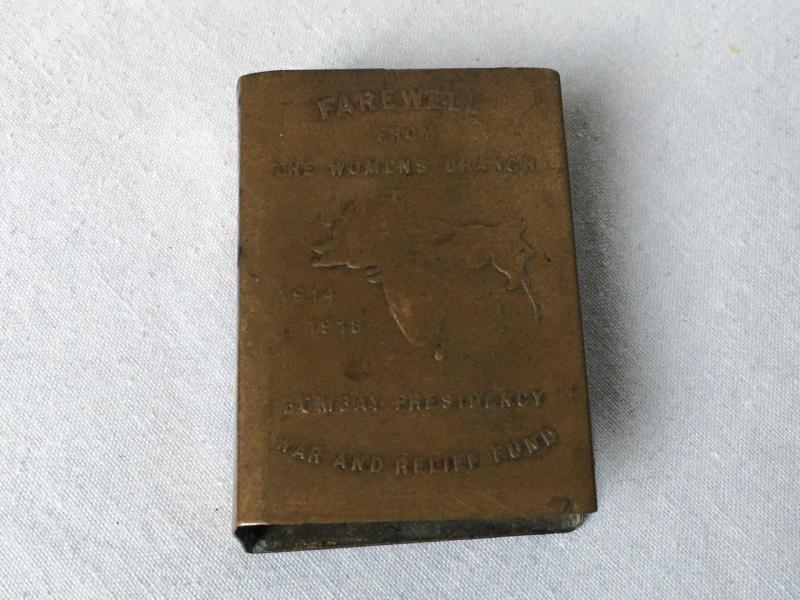 FAREWELL
FROM
THE WOMENS BRANCH
1914
1918
BOMBAY PRESIDENCY
WAR AND RELIEF FUND